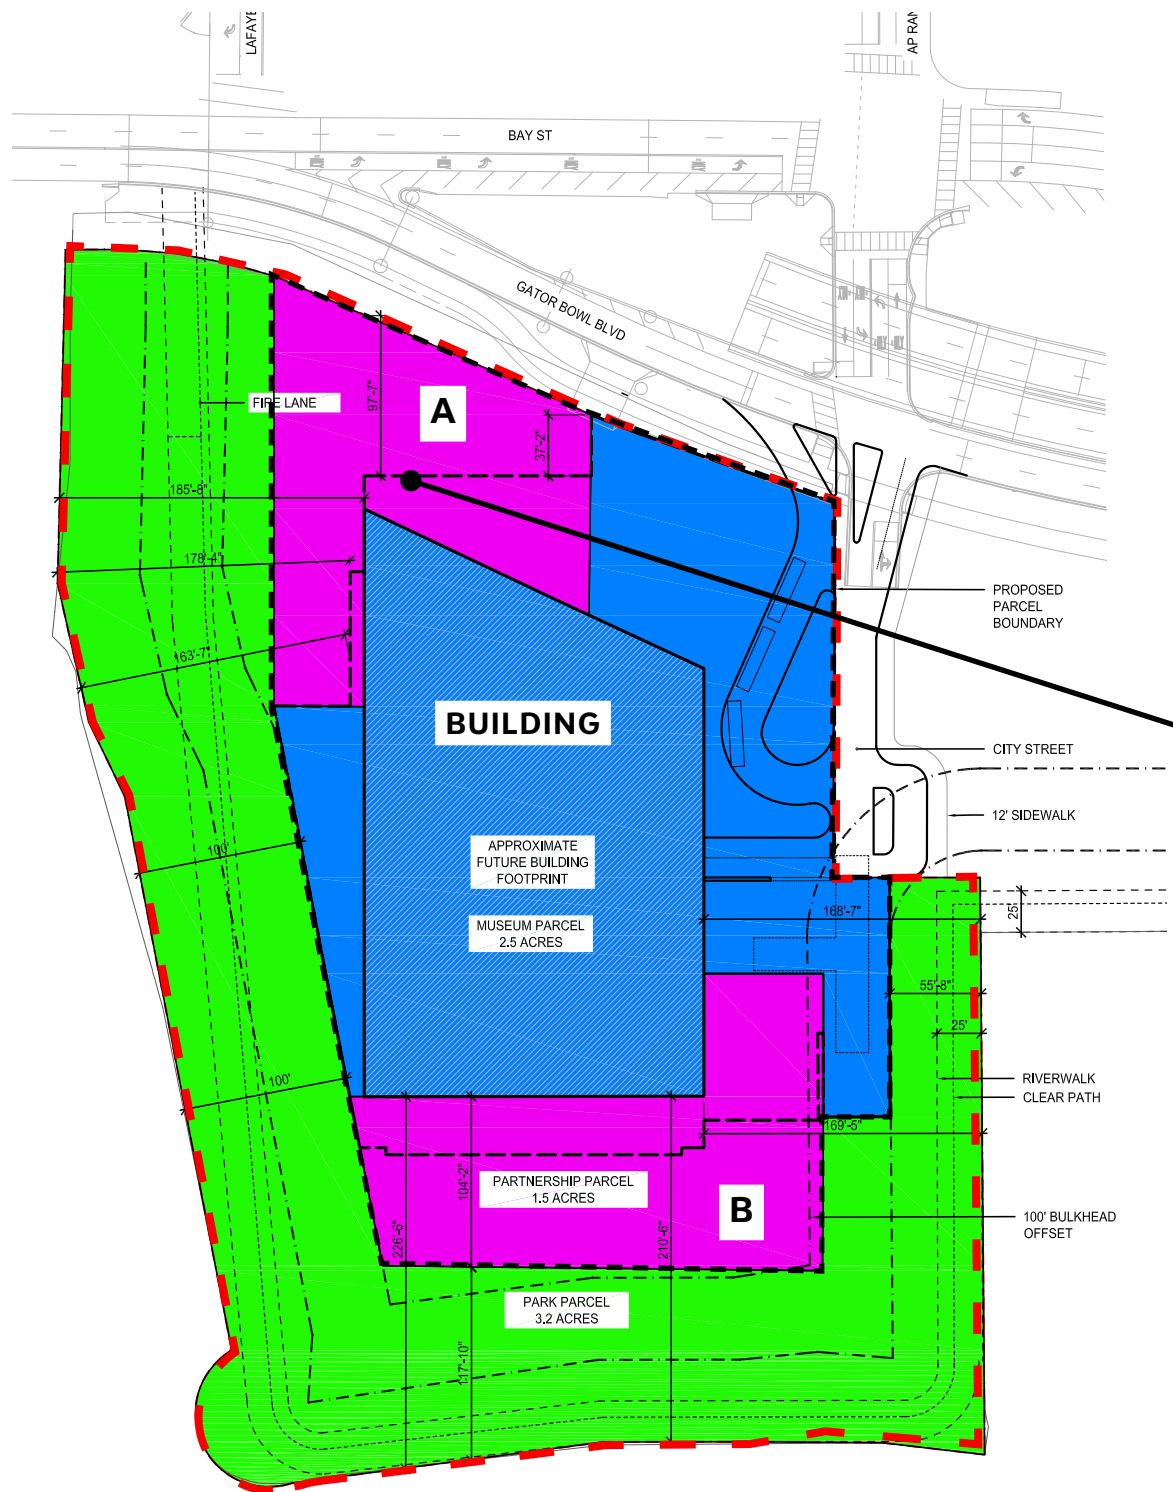 LAFAYE
AP RAN
BAY ST
GATOR BOWL BLVD
FIRE LANE
97'-7"
A
37'-2"
185'-8"
178'-4"
163'-7"
PROPOSED
PARCEL
BOUNDARY
BUILDING
CITY STREET
12' SIDEWALK
APPROXIMATE
FUTURE BUILDING
FOOTPRINT
100'
MUSEUM PARCEL
2.5 ACRES
168'-7"
25'
55'-8"
25'
100'
RIVERWALK
CLEAR PATH
169'-5"
104'-2"
PARTNERSHIP PARCEL
1.5 ACRES
B
226'-6"
210'-6"
100' BULKHEAD
OFFSET
PARK PARCEL
3.2 ACRES
117'-10"